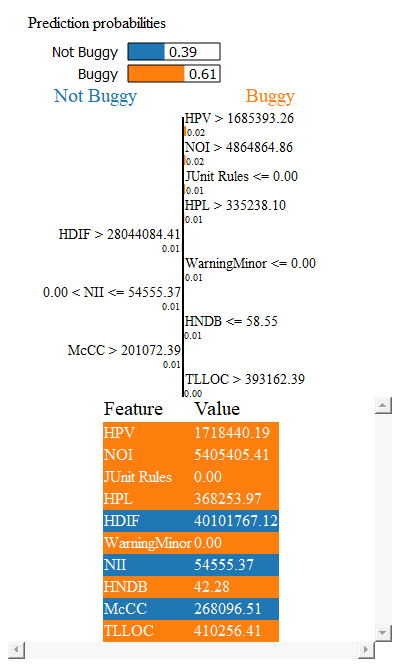 Prediction probabilities
Not Buggy 0.39
Buggy 0.61
Not Buggy Buggy
HPV > 1685393.26
0.02
NOI > 4864864.86
0.02
JUnit Rules <= 0.00
0.01
HPL > 335238.10
0.01
HDIF > 28044084.41
0.01
WarningMinor <= 0.00
0.01
0.00 < NII <= 54555.37
0.01
HNDB <= 58.55
0.01
McCC > 201072.39
0.01
TLLOC > 393162.39
0.00
Feature Value
HPV 1718440.19
NOI 5405405.41
JUnit Rules 0.00
HPL 368253.97
HDIF 40101767.12
WarningMinor 0.00
NII 54555.37
HNDB 42.28
McCC 268096.51
TLLOC 410256.41